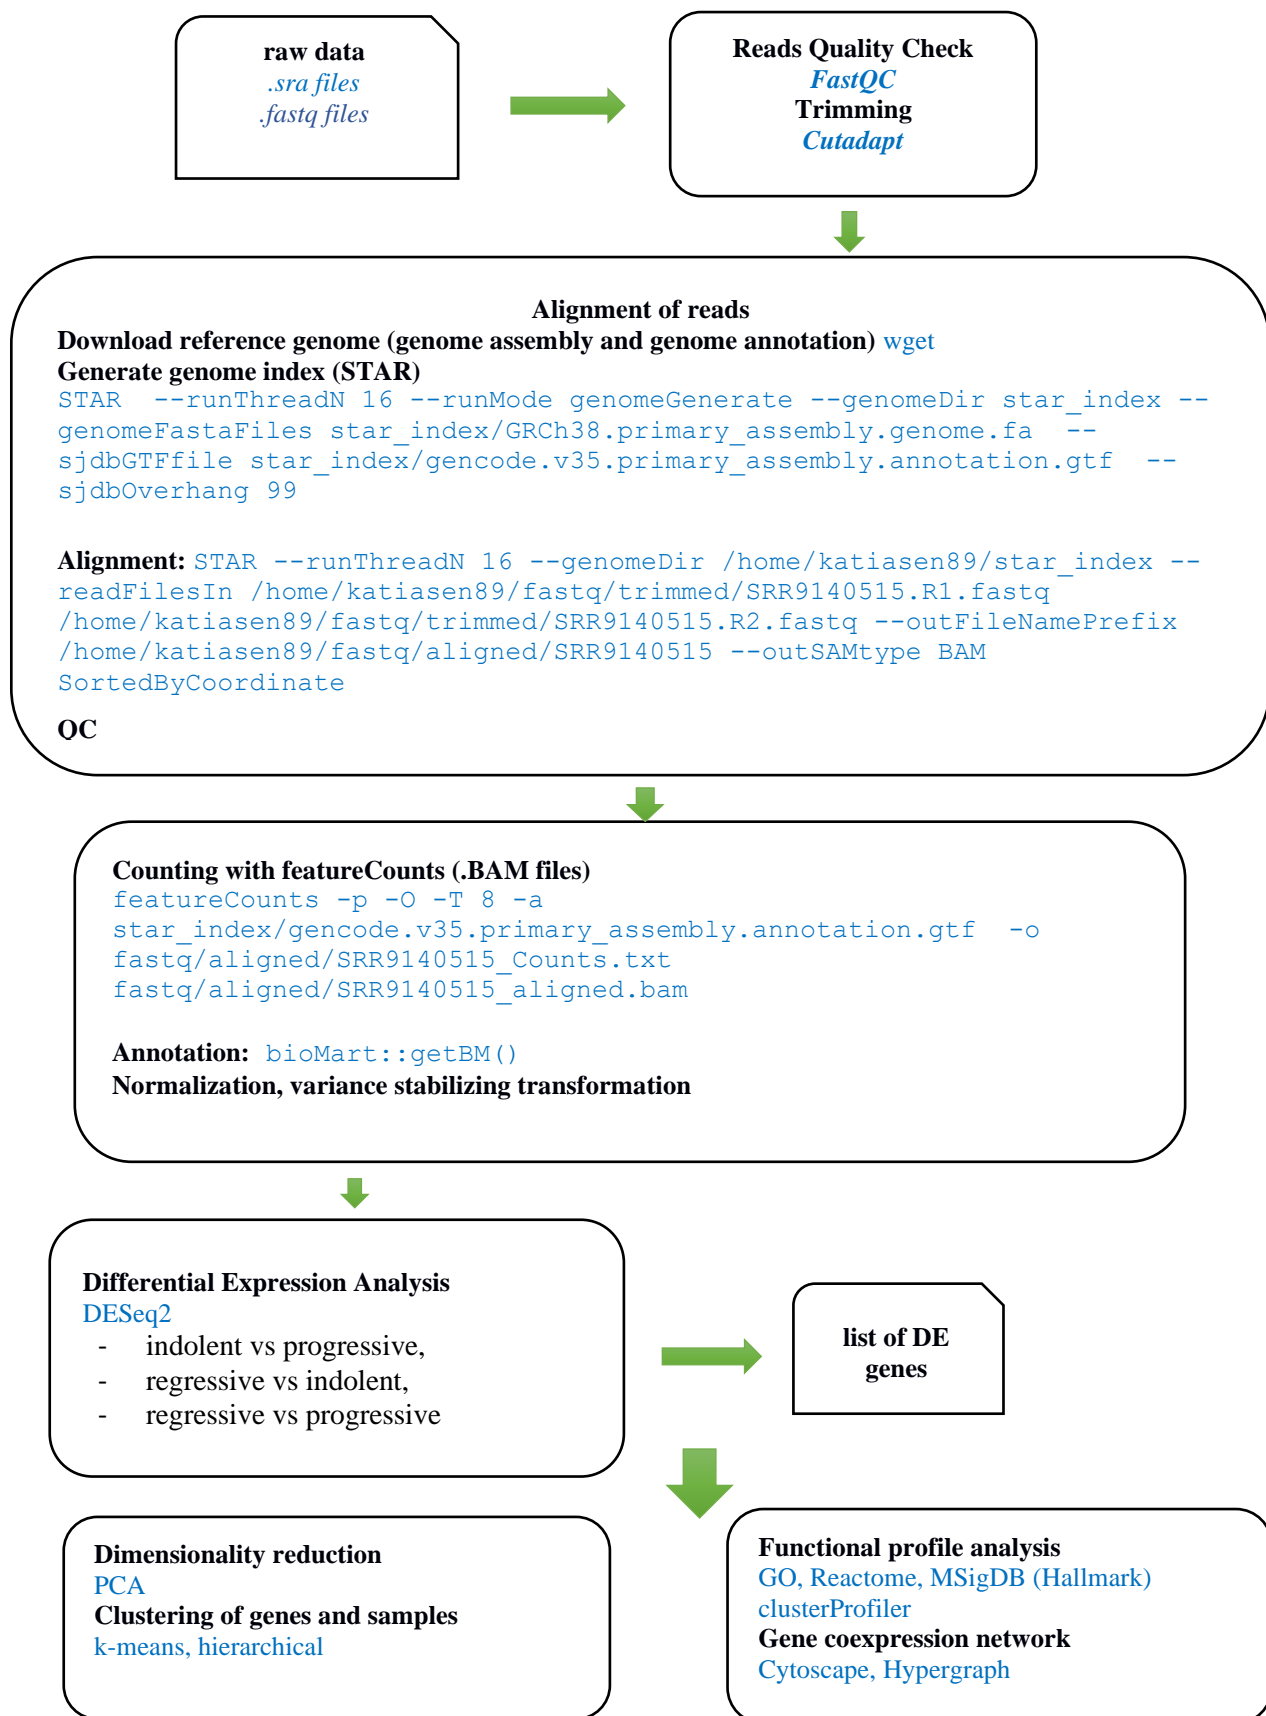 raw data
.sra files
.fastq files
Reads Quality Check
FastQC
Trimming
Cutadapt
Alignment of reads
Download reference genome (genome assembly and genome annotation) wget
Generate genome index (STAR)
STAR  --runThreadN 16 --runMode genomeGenerate --genomeDir star_index --
genomeFastaFiles star_index/GRCh38.primary_assembly.genome.fa  --
sjdbGTFfile star_index/gencode.v35.primary_assembly.annotation.gtf  --
sjdbOverhang 99
Alignment: STAR --runThreadN 16 --genomeDir /home/katiasen89/star_index --
readFilesIn /home/katiasen89/fastq/trimmed/SRR9140515.R1.fastq
/home/katiasen89/fastq/trimmed/SRR9140515.R2.fastq --outFileNamePrefix
/home/katiasen89/fastq/aligned/SRR9140515 --outSAMtype BAM
SortedByCoordinate
QC
Counting with featureCounts (.BAM files)
featureCounts -p -O -T 8 -a
star_index/gencode.v35.primary_assembly.annotation.gtf  -o
fastq/aligned/SRR9140515_Counts.txt
fastq/aligned/SRR9140515_aligned.bam
Annotation: bioMart::getBM()
Normalization, variance stabilizing transformation
Differential Expression Analysis
DESeq2
- indolent vs progressive,
- regressive vs indolent,
- regressive vs progressive
list of DE
genes
Dimensionality reduction
PCA
Clustering of genes and samples
k-means, hierarchical
Functional profile analysis
GO, Reactome, MSigDB (Hallmark)
clusterProfiler
Gene coexpression network
Cytoscape, Hypergraph